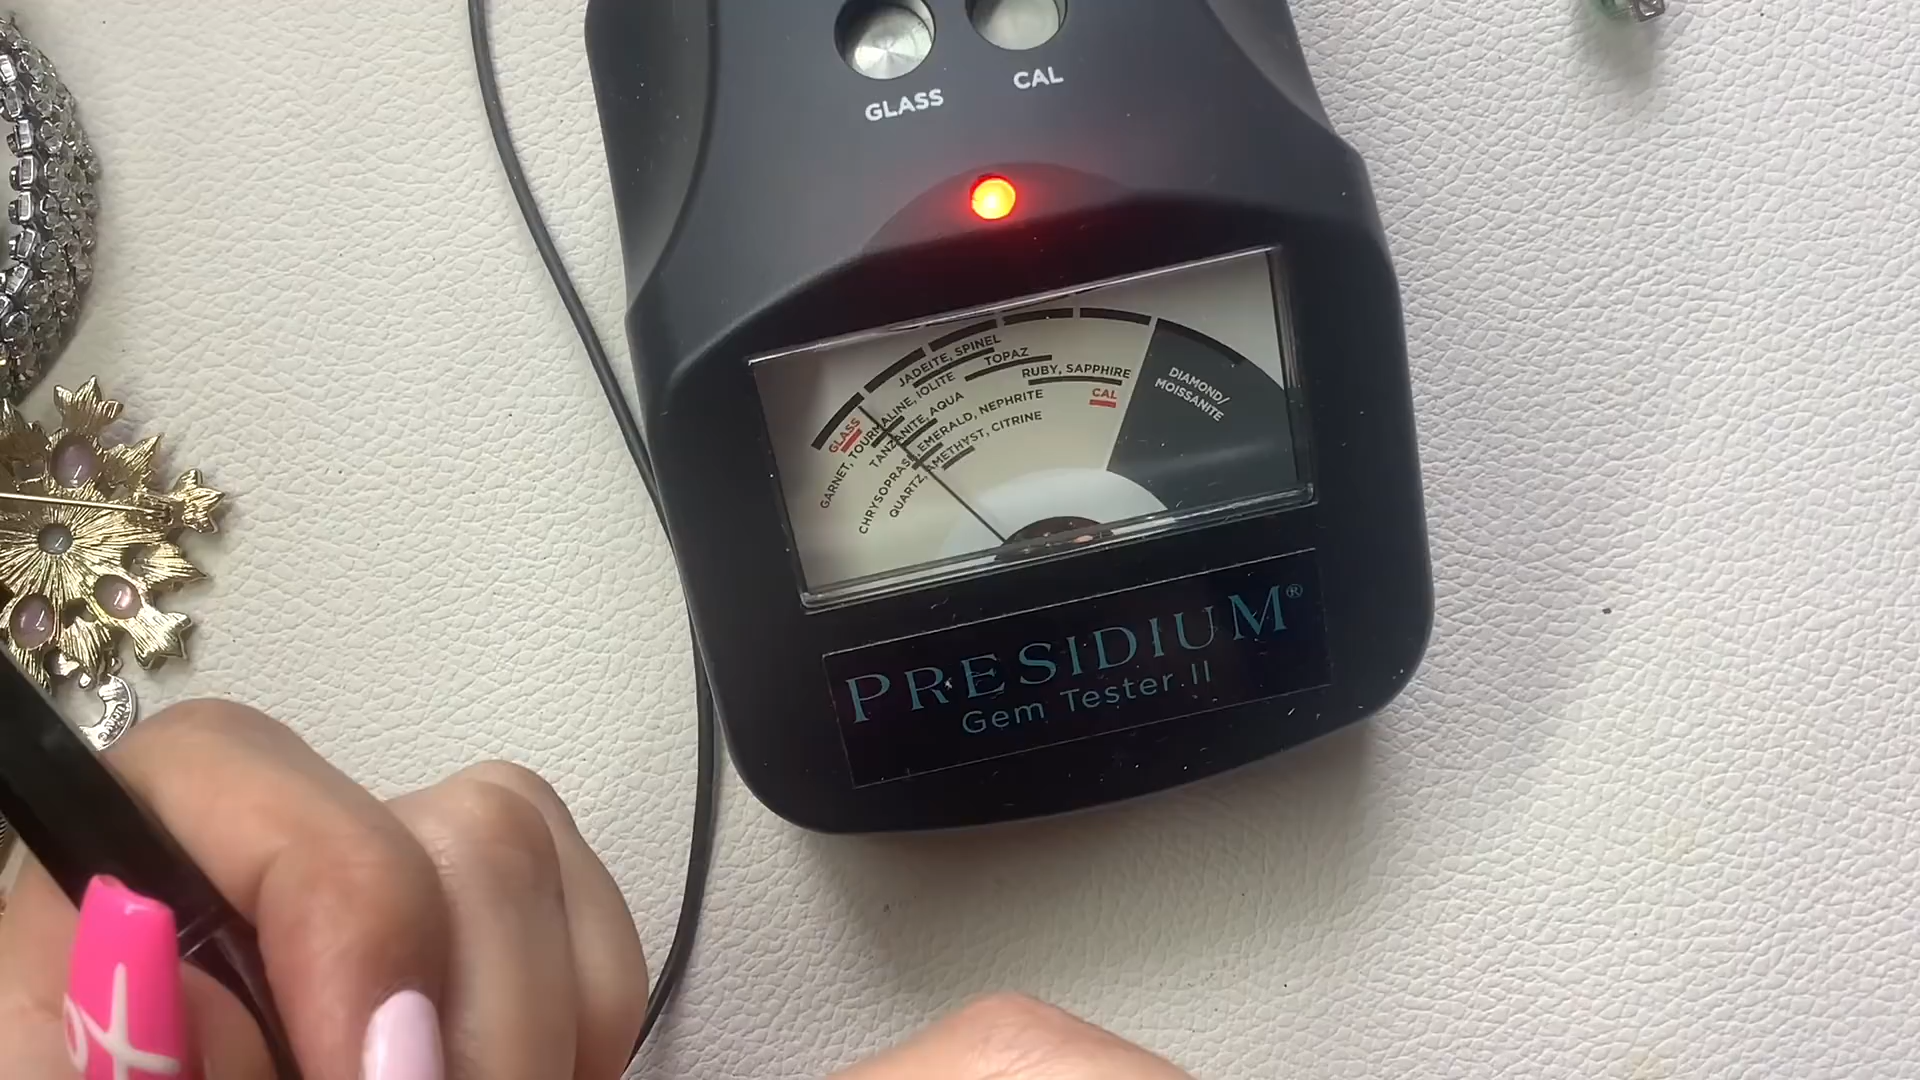 GLASS
CAL
JADEITE, SPINEL
TOPAZ
RUBY, SAPPHIRE
CAL
DIAMOND/
MOISSANITE
GLASS
GARNET, TOURMALINE, IOLITE
TANZANITE, AQUA
CHRYSOPRASE, EMERALD, NEPHRITE
QUARTZ, AMETHYST, CITRINE
PRESIDIUM®
Gem Tester II